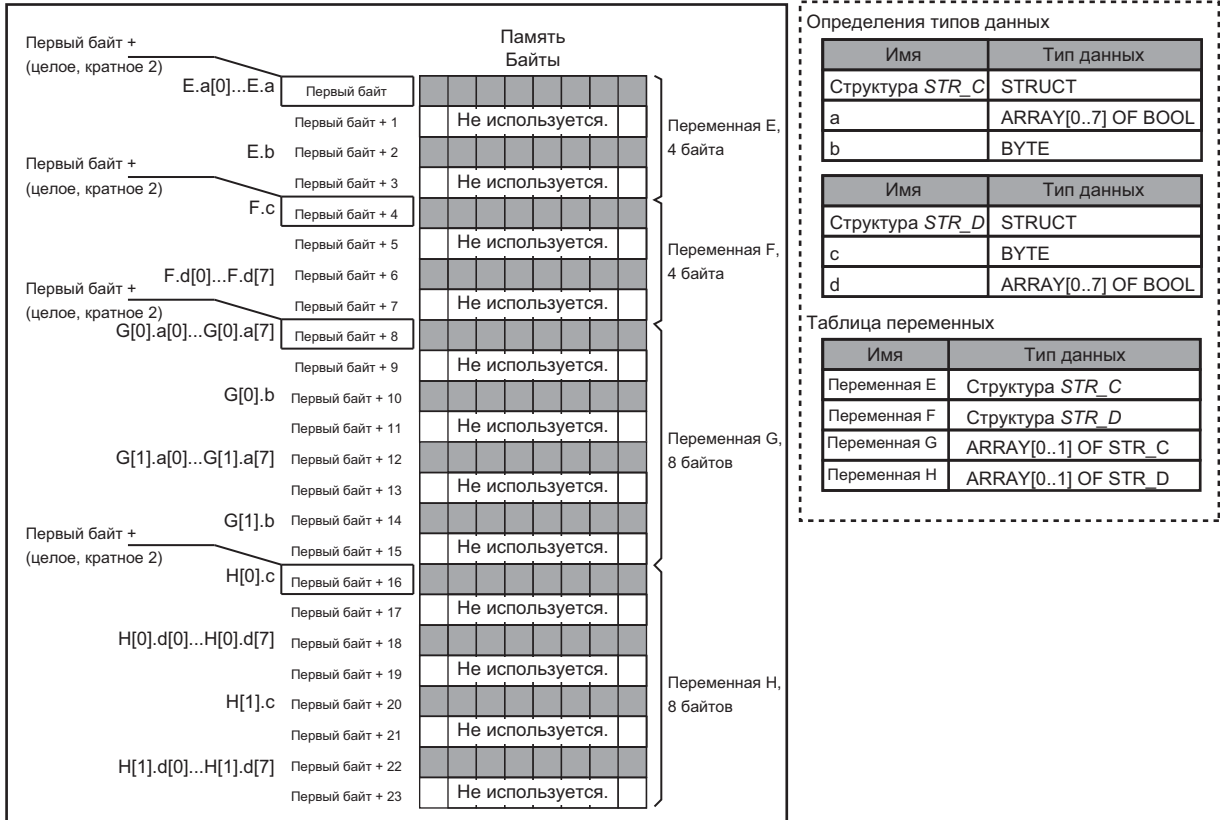 Память
Байты
Первый байт +
(целое, кратное 2)
E.a[0]...E.a
Первый байт
Первый байт + 1
Не используется.
E.b
Первый байт + 2
Первый байт + 3
Не используется.
Переменная E,
4 байта
Первый байт +
(целое, кратное 2)
F.c
Первый байт + 4
Первый байт + 5
Не используется.
F.d[0]...F.d[7]
Первый байт + 6
Первый байт + 7
Не используется.
Переменная F,
4 байта
Первый байт +
(целое, кратное 2)
G[0].a[0]...G[0].a[7]
Первый байт + 8
Первый байт + 9
Не используется.
G[0].b
Первый байт + 10
Первый байт + 11
Не используется.
G[1].a[0]...G[1].a[7]
Первый байт + 12
Первый байт + 13
Не используется.
G[1].b
Первый байт + 14
Первый байт + 15
Не используется.
Переменная G,
8 байтов
Первый байт +
(целое, кратное 2)
H[0].c
Первый байт + 16
Первый байт + 17
Не используется.
H[0].d[0]...H[0].d[7]
Первый байт + 18
Первый байт + 19
Не используется.
H[1].c
Первый байт + 20
Первый байт + 21
Не используется.
H[1].d[0]...H[1].d[7]
Первый байт + 22
Первый байт + 23
Не используется.
Переменная H,
8 байтов
Определения типов данных
Имя Тип данных
Структура STR_C STRUCT
a ARRAY[0..7] OF BOOL
b BYTE
Имя Тип данных
Структура STR_D STRUCT
c BYTE
d ARRAY[0..7] OF BOOL
Таблица переменных
Имя Тип данных
Переменная E Структура STR_C
Переменная F Структура STR_D
Переменная G ARRAY[0..1] OF STR_C
Переменная H ARRAY[0..1] OF STR_D